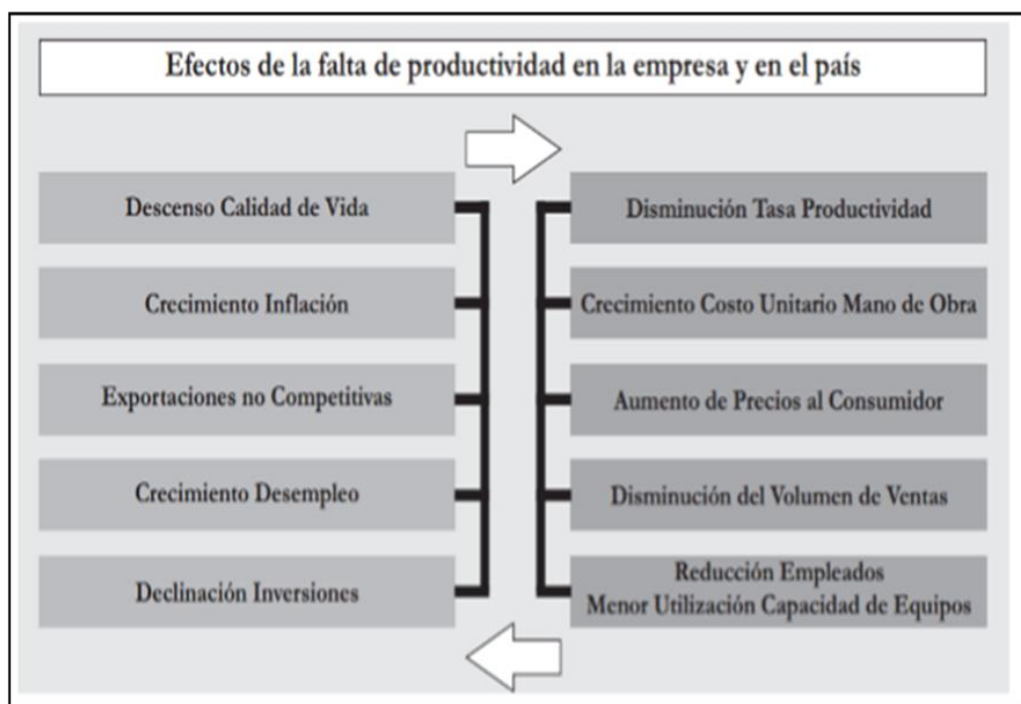 Efectos de la falta de productividad en la empresa y en el país
Descenso Calidad de Vida
Crecimiento Inflación
Exportaciones no Competitivas
Crecimiento Desempleo
Declinación Inversiones
Disminución Tasa Productividad
Crecimiento Costo Unitario Mano de Obra
Aumento de Precios al Consumidor
Disminución del Volumen de Ventas
Reducción Empleados
Menor Utilización Capacidad de Equipos